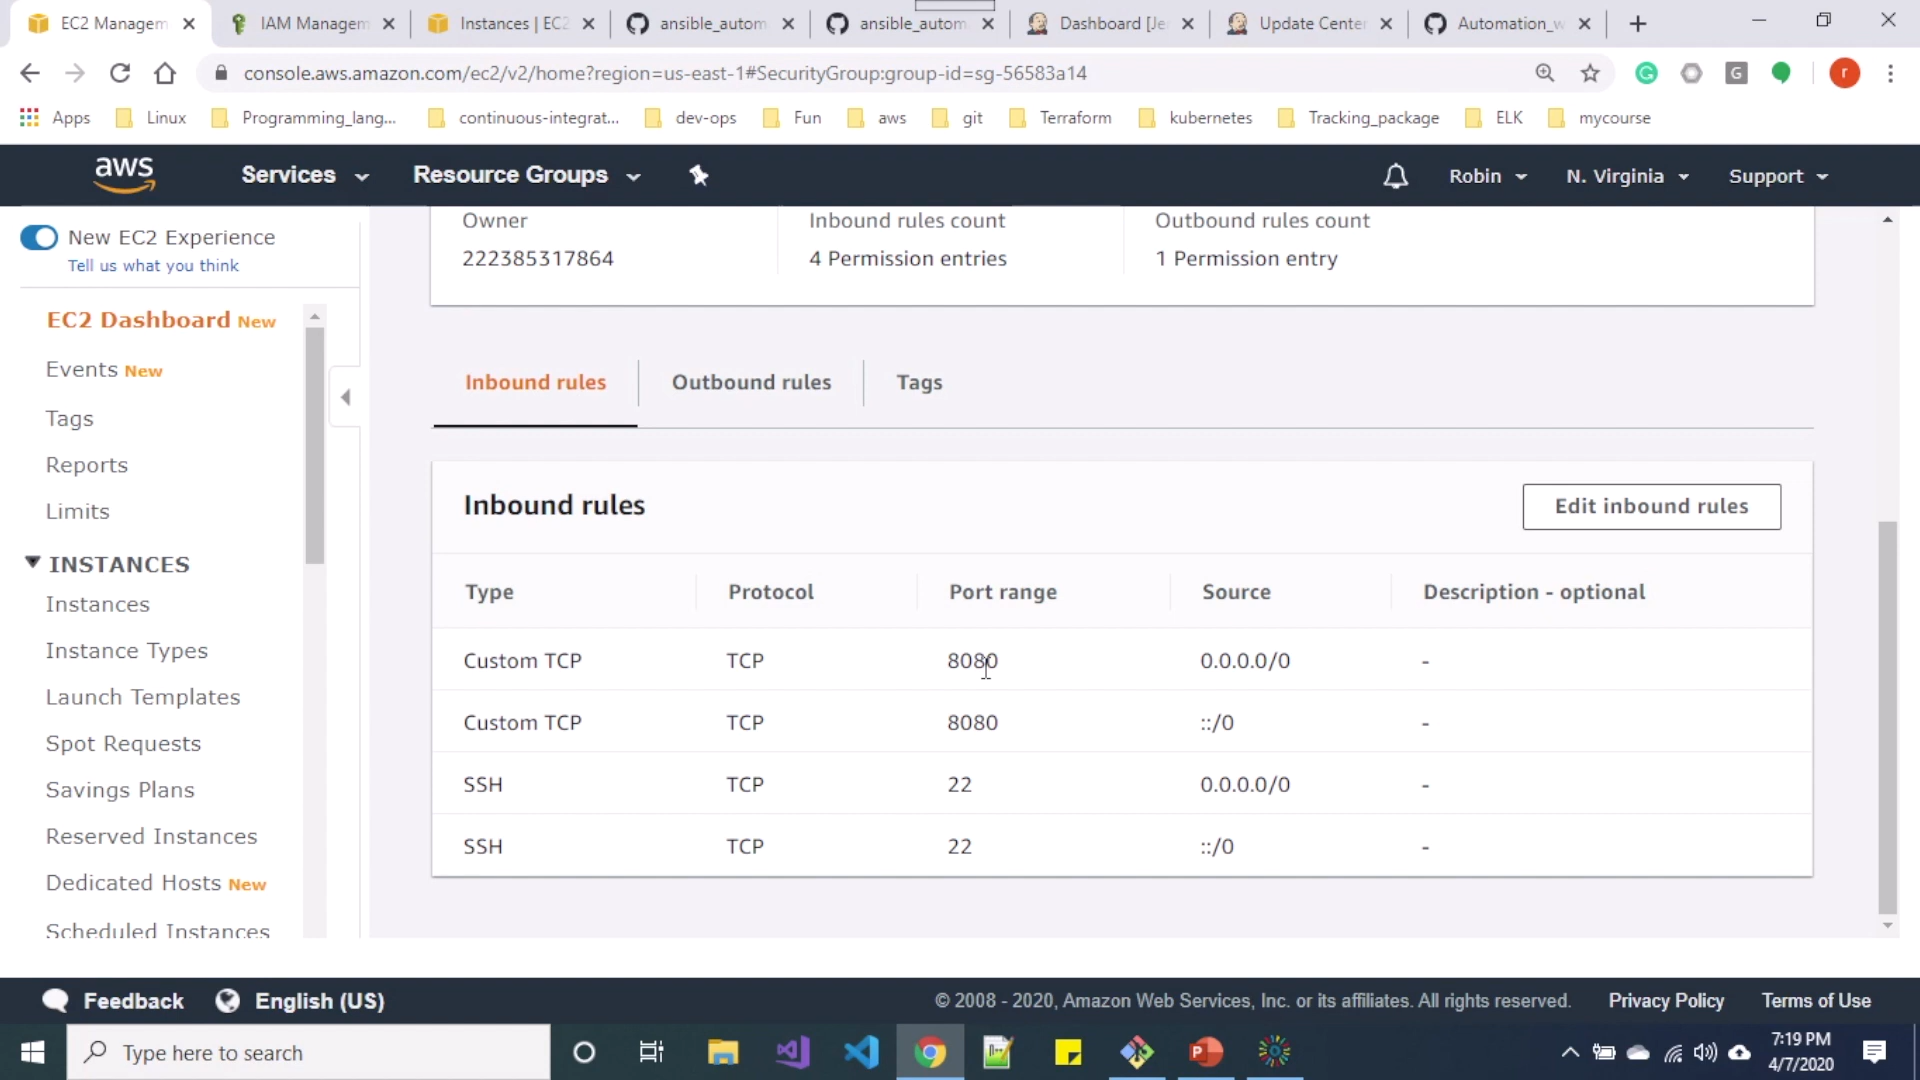 EC2 Managem
IAM Managem
Instances | EC2
ansible_autom
ansible_autom
Dashboard [Je
Update Center
Automation_w
console.aws.amazon.com/ec2/v2/home?region=us-east-1#SecurityGroup:group-id=sg-56583a14
G
r
Apps
Linux
Programming_lang...
continuous-integrat...
dev-ops
Fun
aws
git
Terraform
kubernetes
Tracking_package
ELK
mycourse
aws
Services
Resource Groups
Robin
N. Virginia
Support
New EC2 Experience
Tell us what you think
EC2 Dashboard New
Events New
Tags
Reports
Limits
INSTANCES
Instances
Instance Types
Launch Templates
Spot Requests
Savings Plans
Reserved Instances
Dedicated Hosts New
Scheduled Instances
Owner
Inbound rules count
Outbound rules count
222385317864
4 Permission entries
1 Permission entry
Inbound rules
Outbound rules
Tags
Inbound rules
Edit inbound rules
Type Protocol Port range Source Description - optional
Custom TCP TCP 8080 0.0.0.0/0 -
Custom TCP TCP 8080 ::/0 -
SSH TCP 22 0.0.0.0/0 -
SSH TCP 22 ::/0 -
Feedback
English (US)
© 2008 - 2020, Amazon Web Services, Inc. or its affiliates. All rights reserved.
Privacy Policy
Terms of Use
Type here to search
7:19 PM
4/7/2020